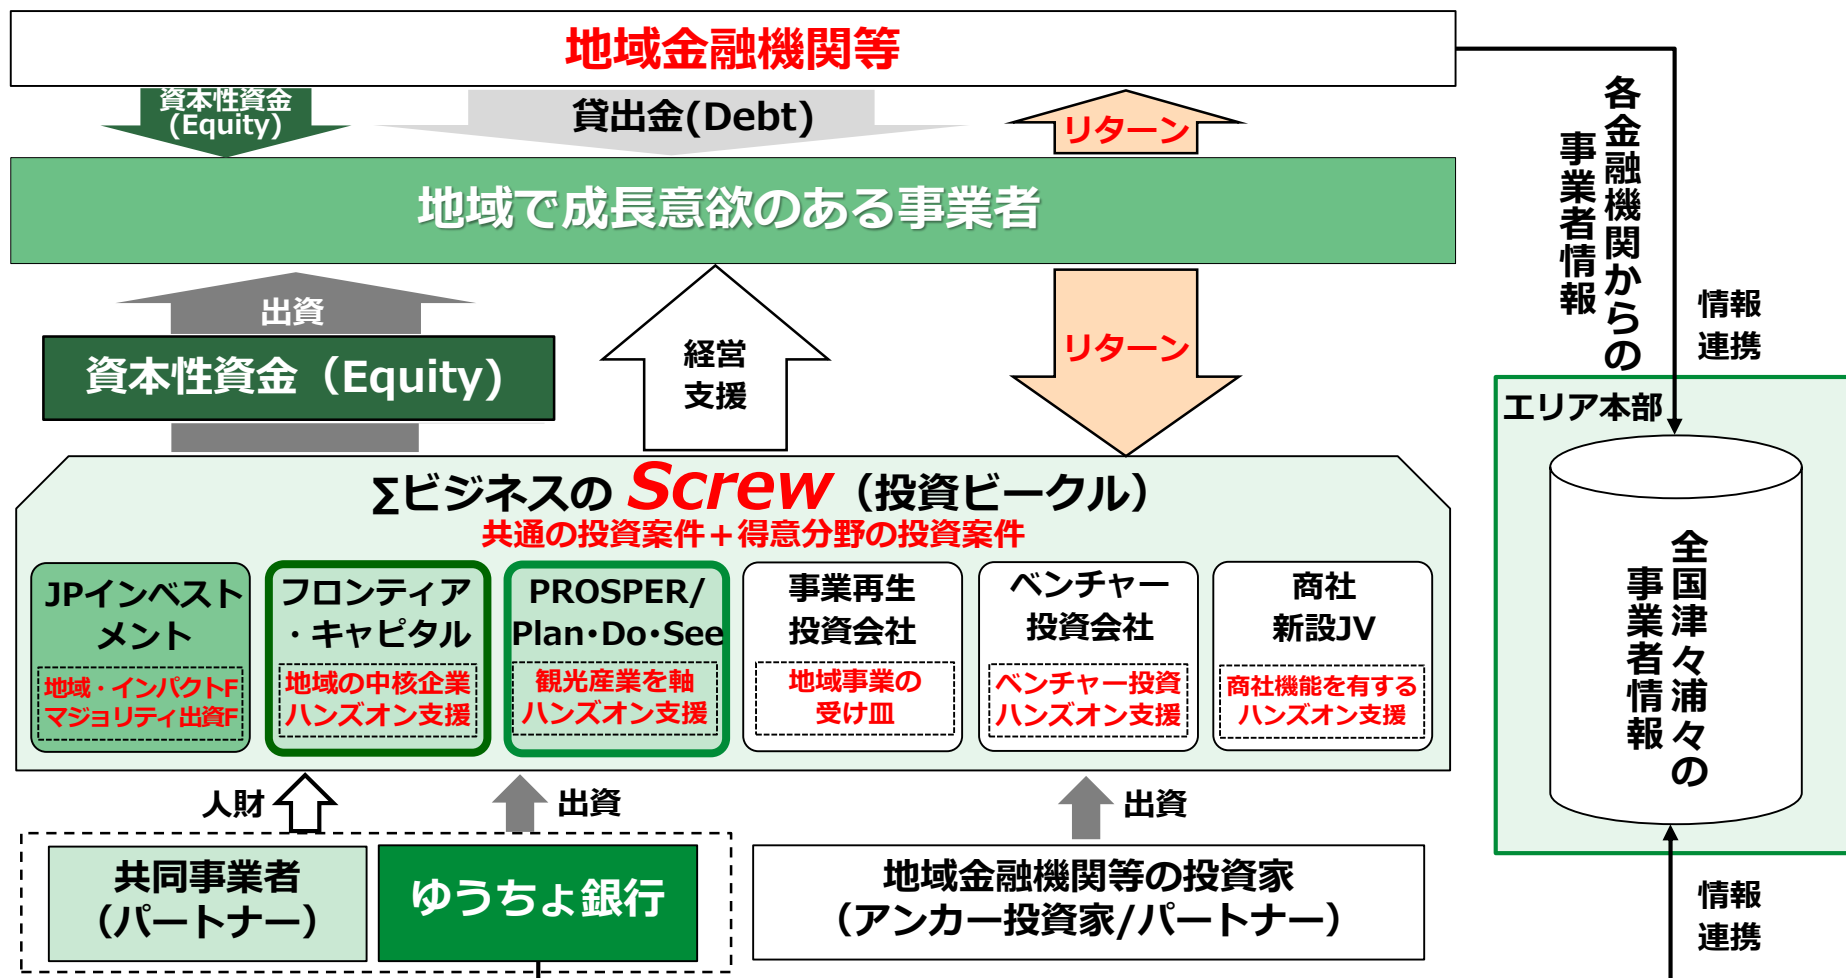 地域金融機関等
資本性資金
(Equity)
貸出金(Debt)
リターン
地域で成長意欲のある事業者
出資
資本性資金（Equity）
経営
支援
リターン
∑ビジネスの Screw（投資ビークル）
共通の投資案件＋得意分野の投資案件
JPインベスト
メント
地域・インパクトF
マジョリティ出資F
フロンティア
・キャピタル
地域の中核企業
ハンズオン支援
PROSPER/
Plan・Do・See
観光産業を軸
ハンズオン支援
事業再生
投資会社
地域事業の
受け皿
ベンチャー
投資会社
ベンチャー投資
ハンズオン支援
商社
新設JV
商社機能を有する
ハンズオン支援
人財
出資
出資
共同事業者
（パートナー）
ゆうちょ銀行
地域金融機関等の投資家
（アンカー投資家/パートナー）
各金融機関からの
事業者情報
情報
連携
エリア本部
全国津々浦々の
事業者情報
情報
連携